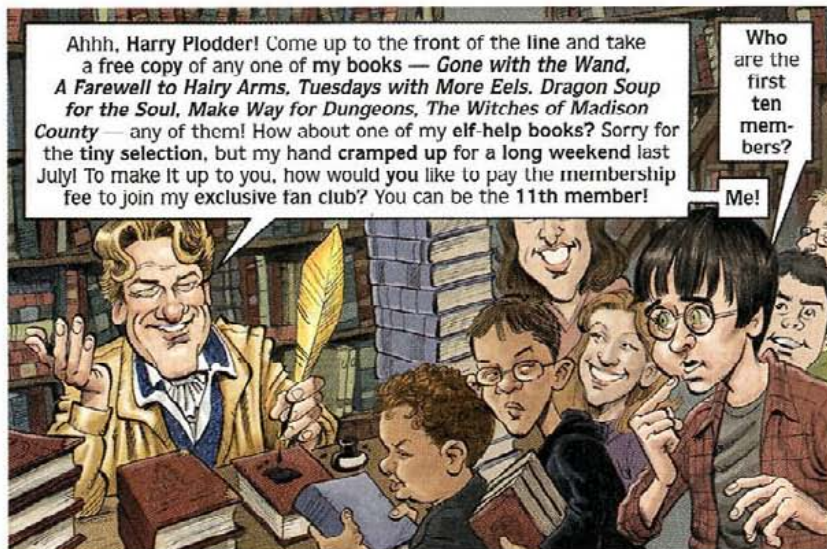 Ahhh, Harry Plodder! Come up to the front of the line and take
a free copy of any one of my books — Gone with the Wand,
A Farewell to Hairy Arms, Tuesdays with More Eels. Dragon Soup
for the Soul, Make Way for Dungeons, The Witches of Madison
County — any of them! How about one of my elf-help books? Sorry for
the tiny selection, but my hand cramped up for a long weekend last
July! To make it up to you, how would you like to pay the membership
fee to join my exclusive fan club? You can be the 11th member!
Who
are the
first
ten
mem-
bers?
Me!